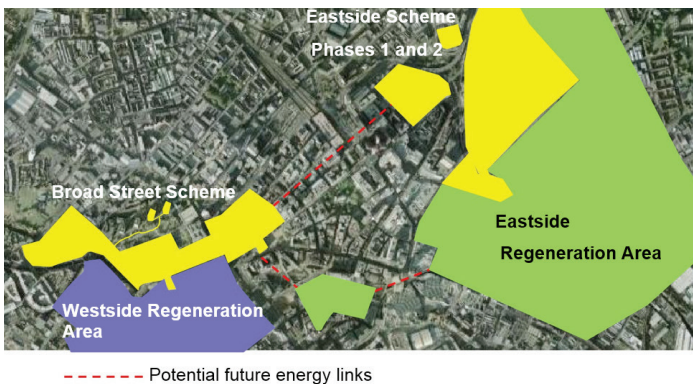 Eastside Scheme
Phases 1 and 2
Broad Street Scheme
Eastside
Regeneration Area
Westside Regeneration
Area
Potential future energy links